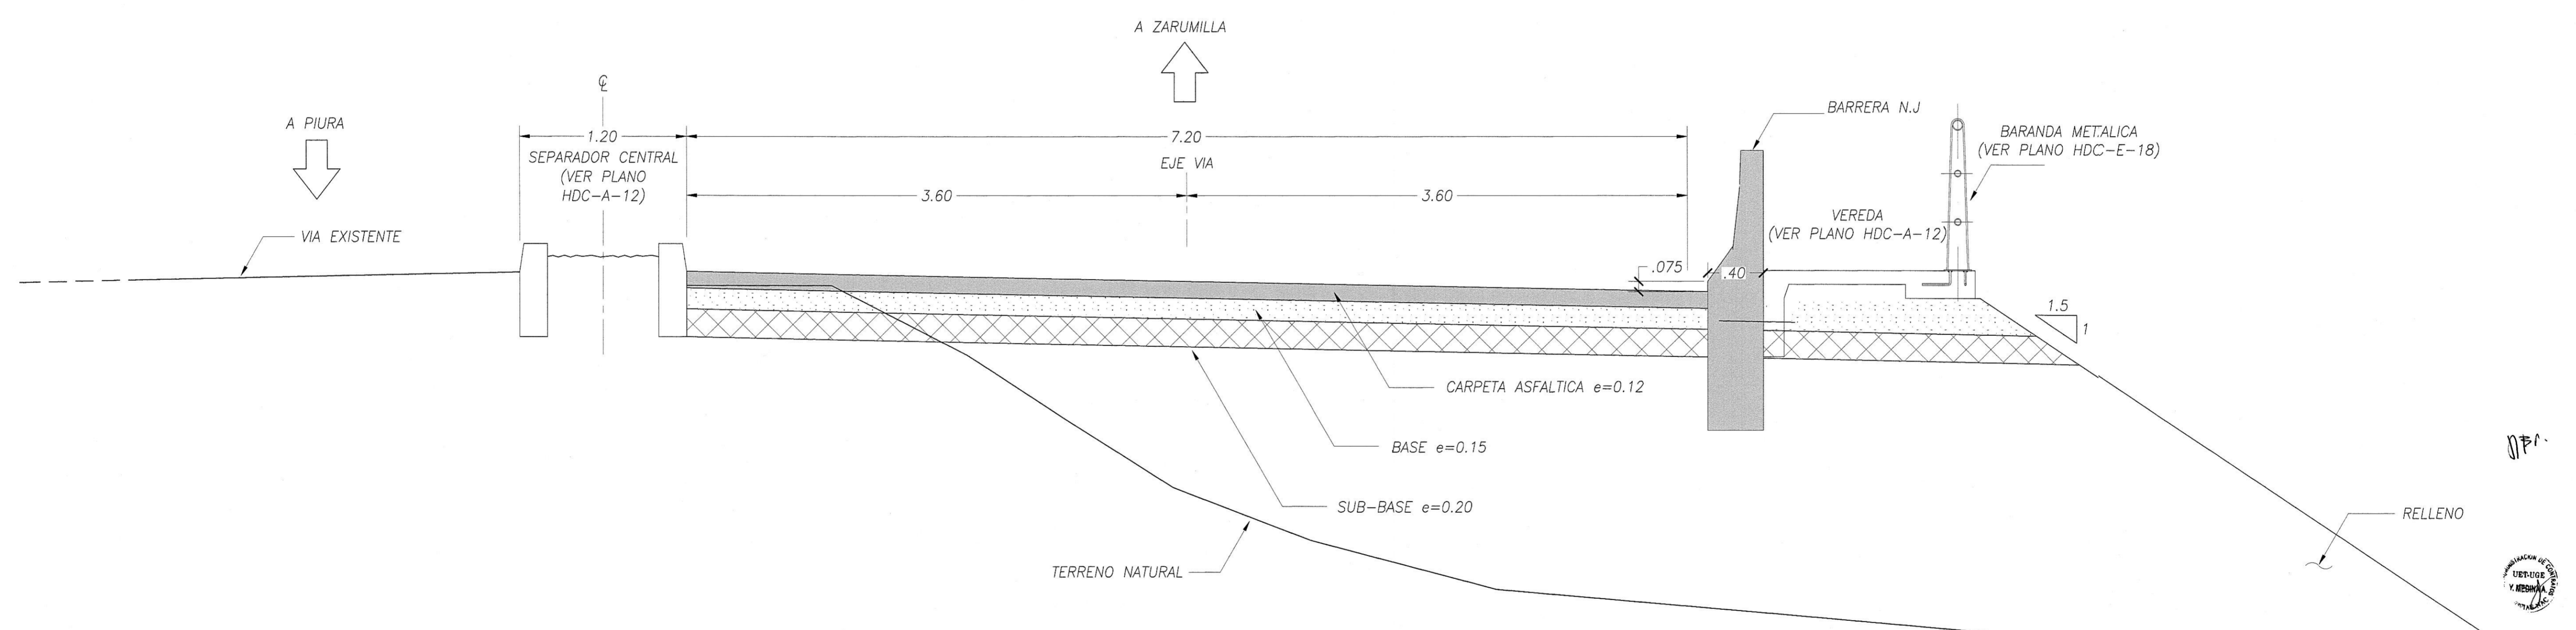 A ZARUMILLA
℄
A PIURA
1.20
7.20
SEPARADOR CENTRAL
(VER PLANO
HDC-A-12)
EJE VIA
3.60
3.60
BARRERA N.J
BARANDA METALICA
(VER PLANO HDC-E-18)
VIA EXISTENTE
VEREDA
(VER PLANO HDC-A-12)
.075
.40
1.5
1
CARPETA ASFALTICA e=0.12
BASE e=0.15
SUB-BASE e=0.20
TERRENO NATURAL
RELLENO
UET-UGE
Y. MEDINA